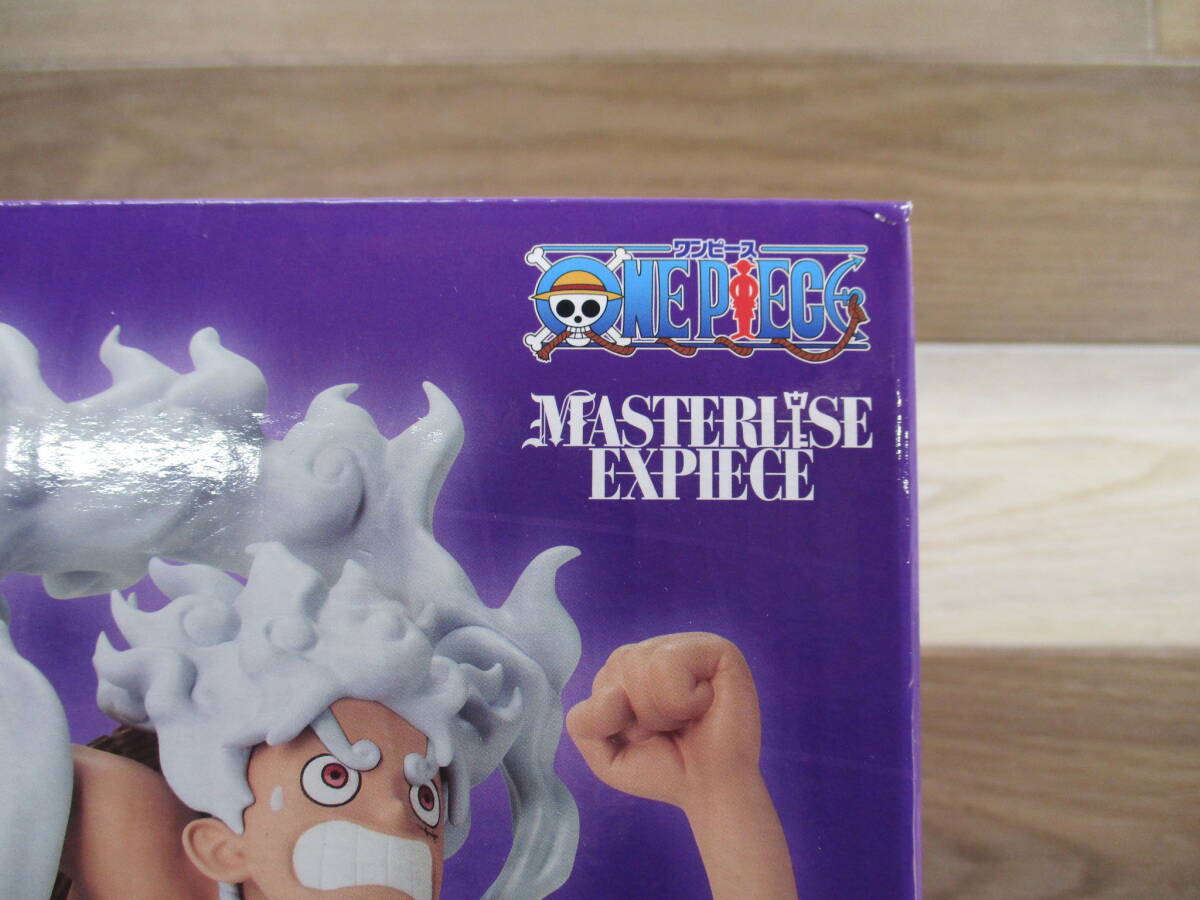 ワンピース
ONE PIECE
MASTERLISE
EXPIECE